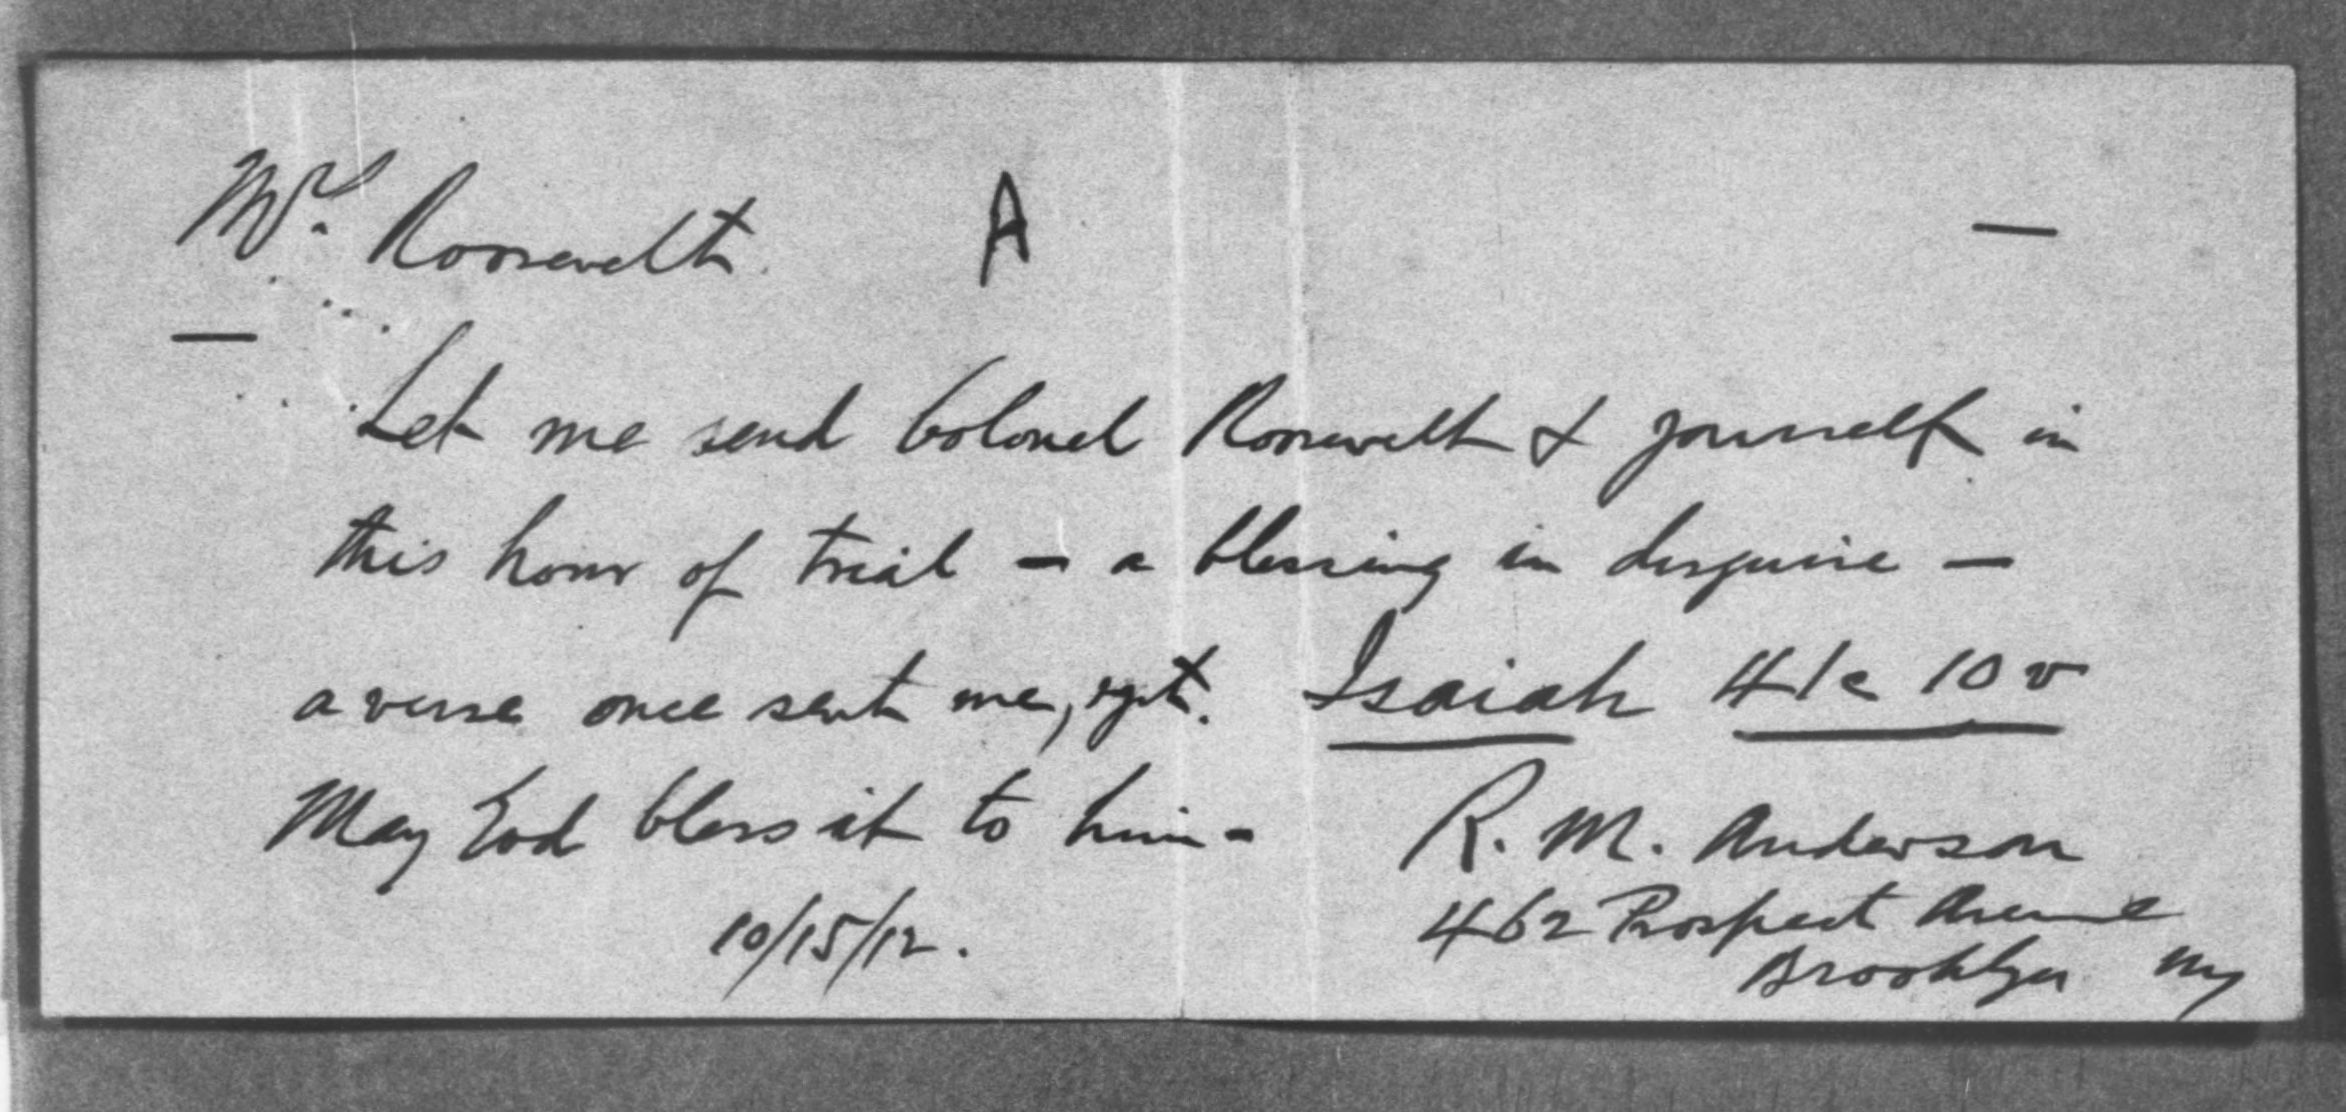 Mrs. Roosevelt. A —
—
Let me send Colonel Roosevelt & yourself in
this hour of trial — a blessing in disguise —
a verse once sent me, Isaiah 41c 10v
May God bless it to him — R. M. Anderson
10/15/12. 462 Prospect Avenue
Brooklyn NY